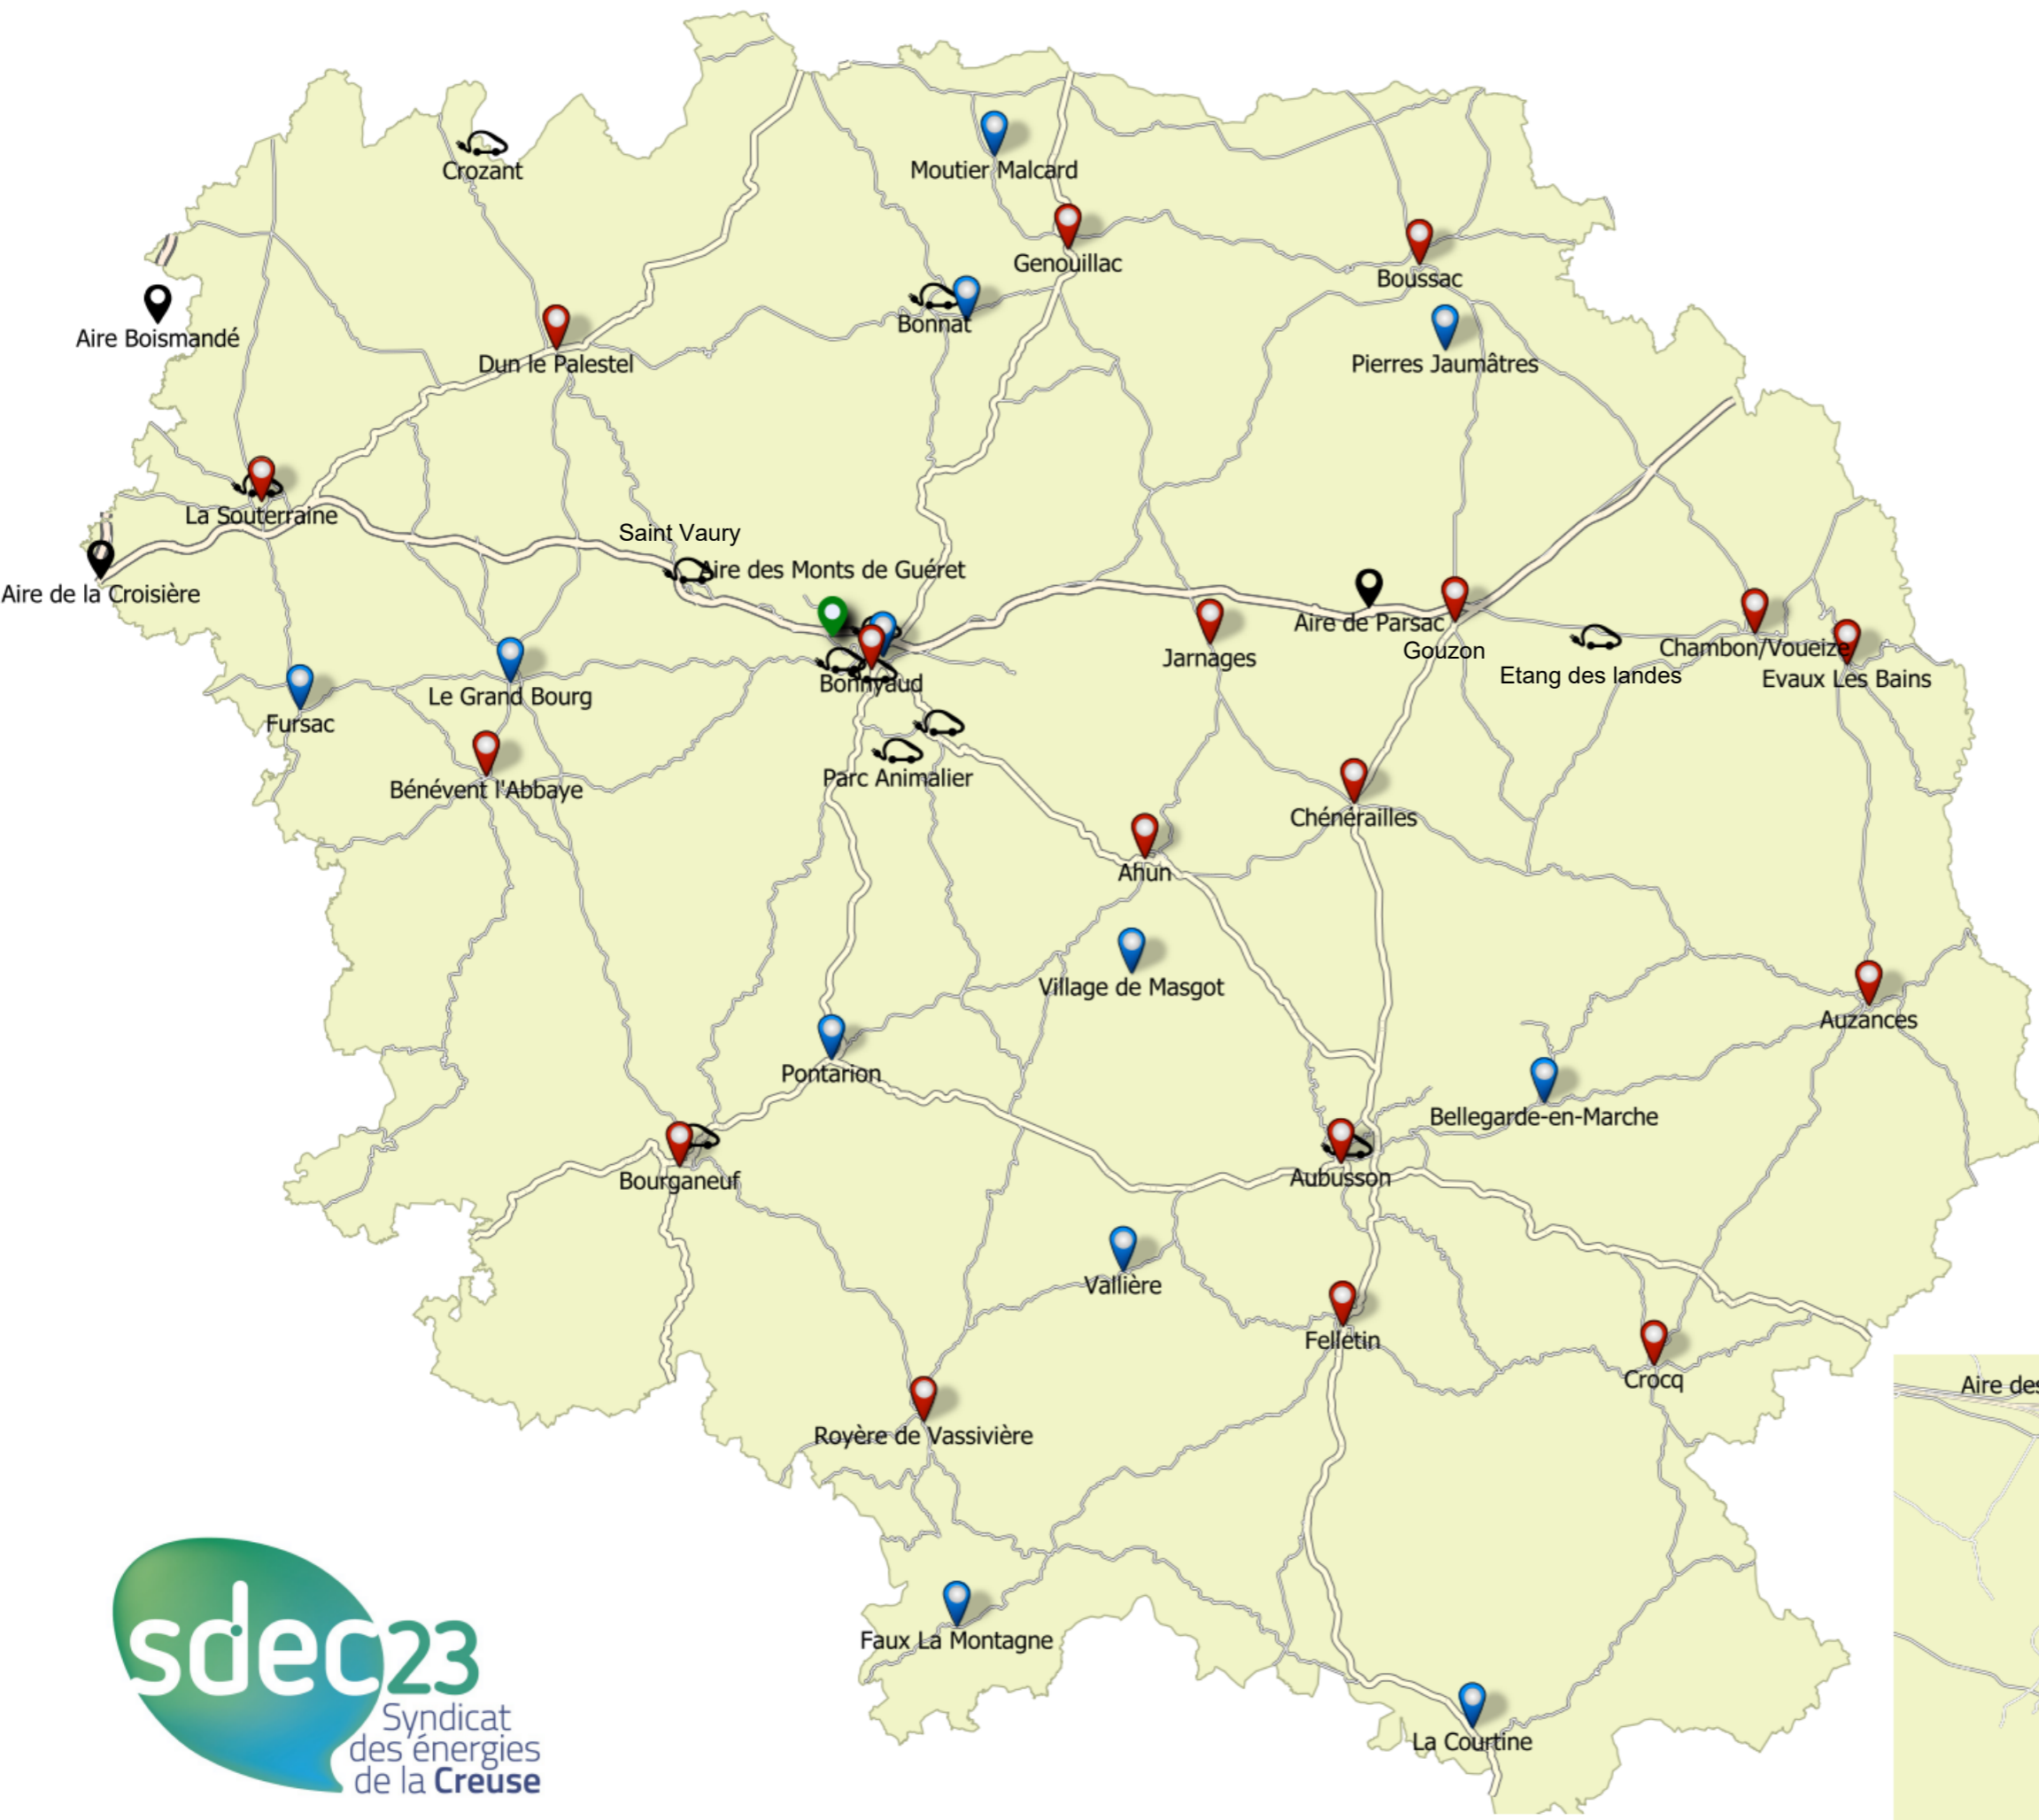 Crozant
Moutier Malcard
Genouillac
Boussac
Aire Boismandé
Bonnat
Dun le Palestel
Pierres Jaumâtres
La Souterraine
Saint Vaury
Aire des Monts de Guéret
Aire de la Croisière
Aire de Parsac
Jarnages
Gouzon
Chambon/Voueize
Etang des landes
Evaux Les Bains
Bonnyaud
Le Grand Bourg
Fursac
Parc Animalier
Bénévent l'Abbaye
Chénérailles
Ahun
Village de Masgot
Auzances
Pontarion
Bellegarde-en-Marche
Bourganeuf
Aubusson
Vallière
Felletin
Crocq
Aire des
Royère de Vassivière
Faux La Montagne
La Courtine
sdec23
Syndicat
des énergies
de la Creuse